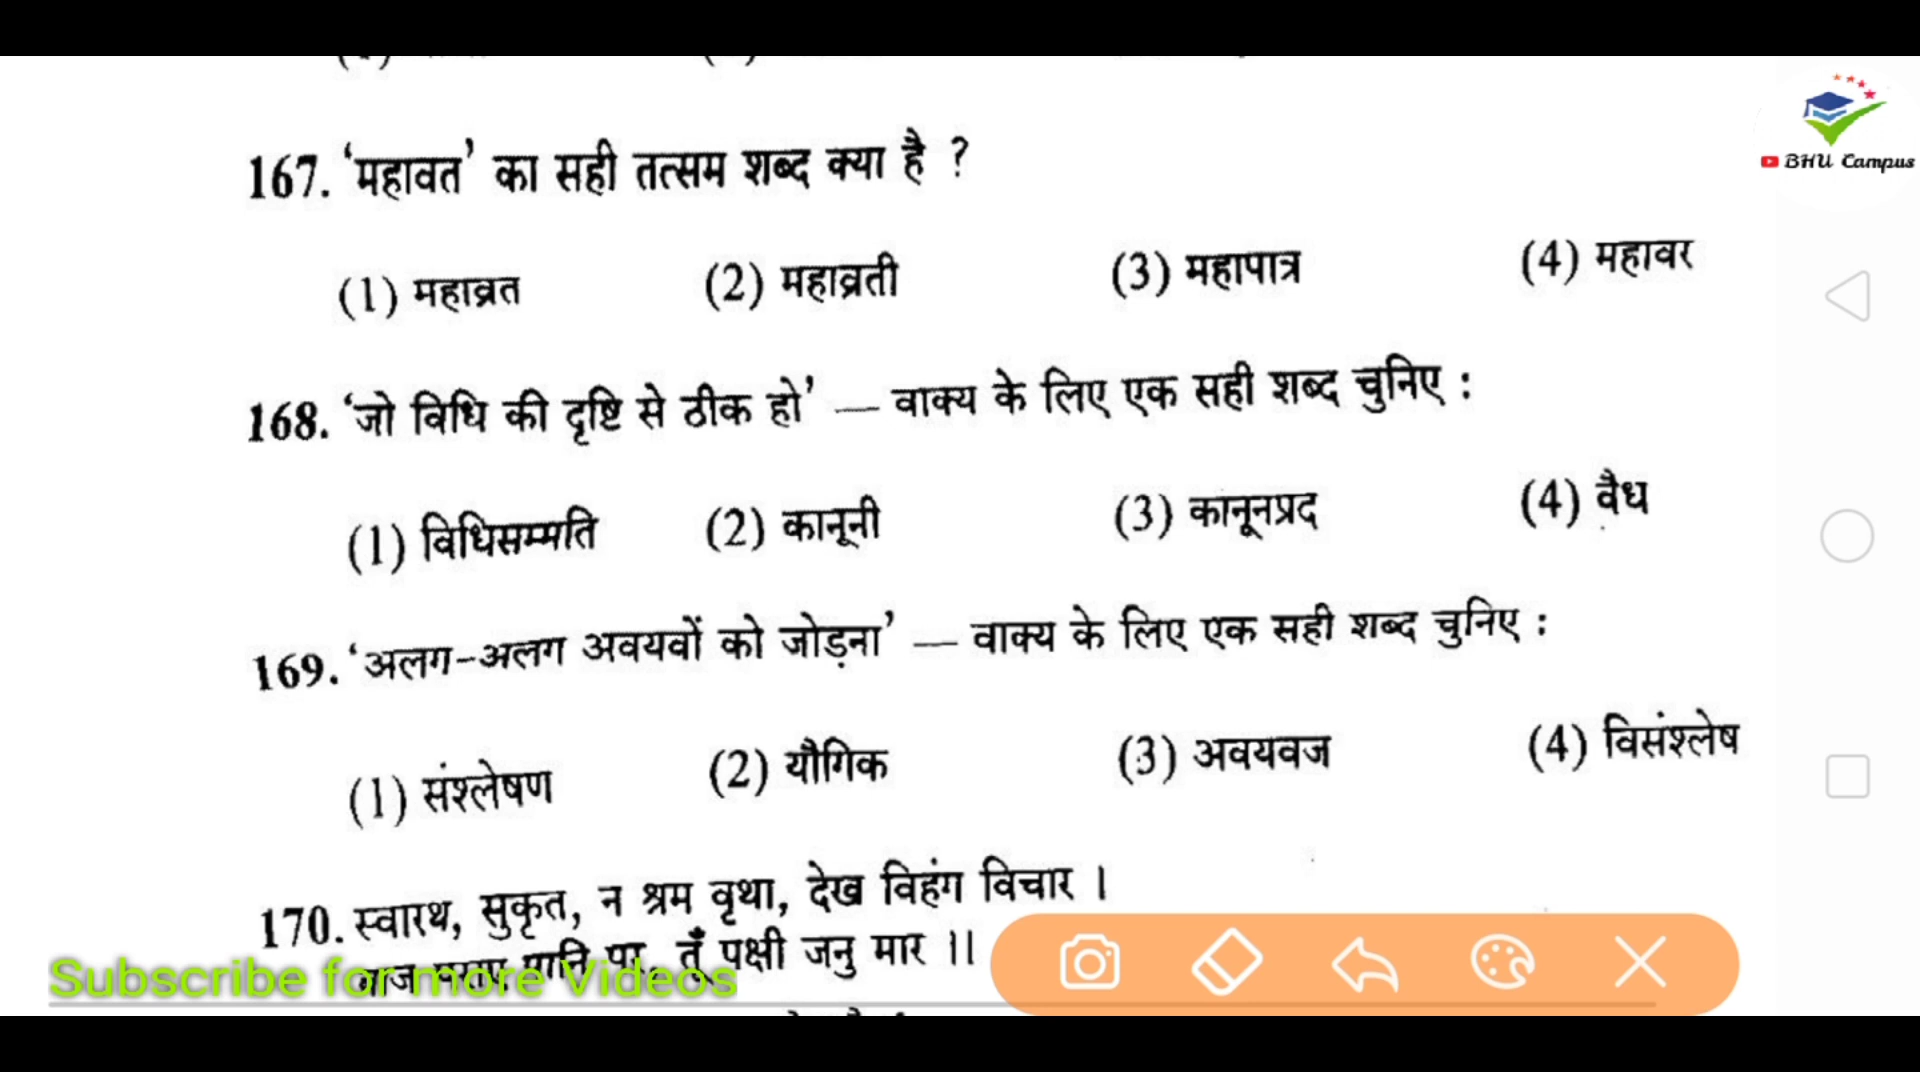 BHU Campus
167. ‘महावत’ का सही तत्सम शब्द क्या है ?
(1) महाव्रत (2) महाव्रती (3) महापात्र (4) महावर
168. ‘जो विधि की दृष्टि से ठीक हो’ — वाक्य के लिए एक सही शब्द चुनिए :
(1) विधिसम्मति (2) कानूनी (3) कानूनप्रद (4) वैध
169. ‘अलग-अलग अवयवों को जोड़ना’ — वाक्य के लिए एक सही शब्द चुनिए :
(1) संश्लेषण (2) यौगिक (3) अवयवज (4) विसंश्लेष
170. स्वारथ, सुकृत, न श्रम वृथा, देख विहंग विचार ।
तूँ पक्षी जनु मार ।।
Subscribe for more Videos